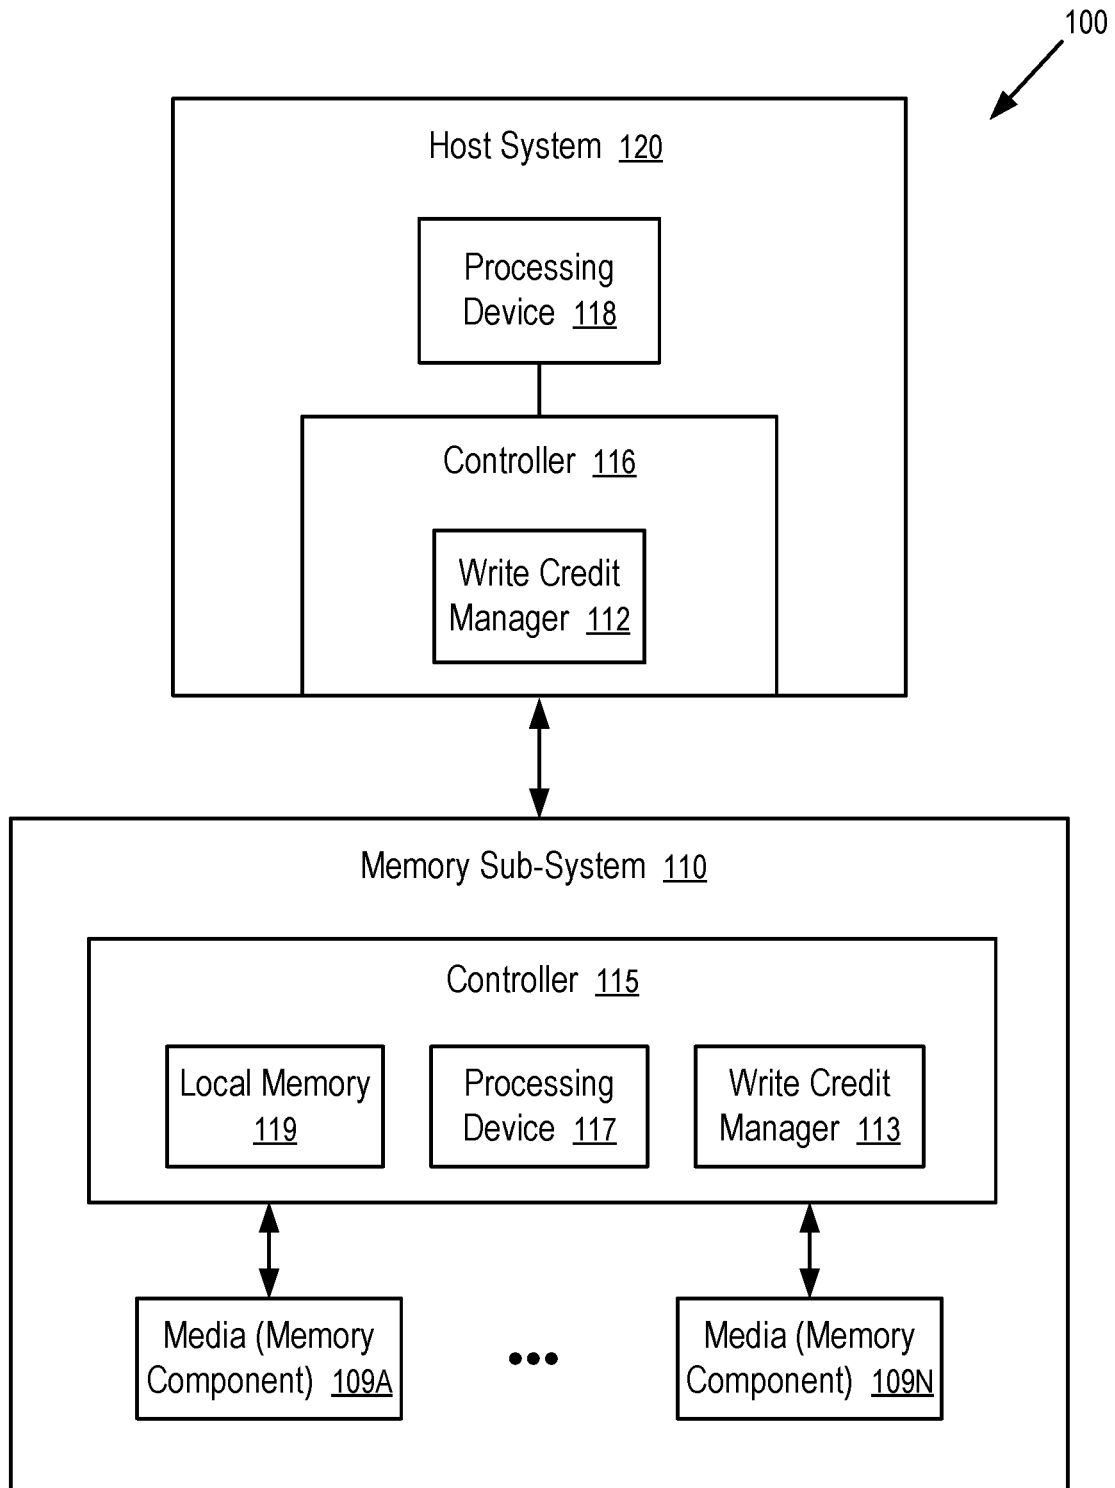 100
Host System 120
Processing
Device 118
Controller 116
Write Credit
Manager 112
Memory Sub-System 110
Controller 115
Local Memory
119
Processing
Device 117
Write Credit
Manager 113
Media (Memory
Component) 109A
Media (Memory
Component) 109N